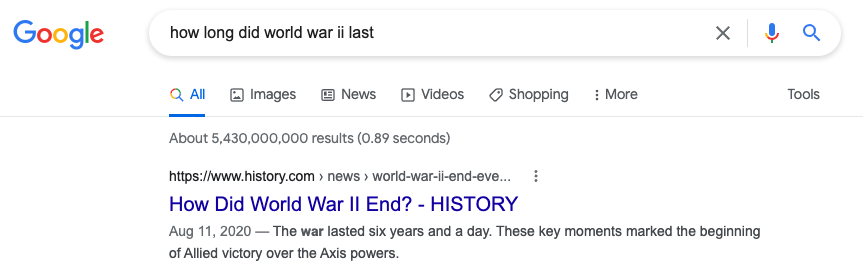 Google how long did world war ii last
All Images News Videos Shopping More Tools
About 5,430,000,000 results (0.89 seconds)
https://www.history.com › news › world-war-ii-end-eve...
How Did World War II End? - HISTORY
Aug 11, 2020 — The war lasted six years and a day. These key moments marked the beginning
of Allied victory over the Axis powers.